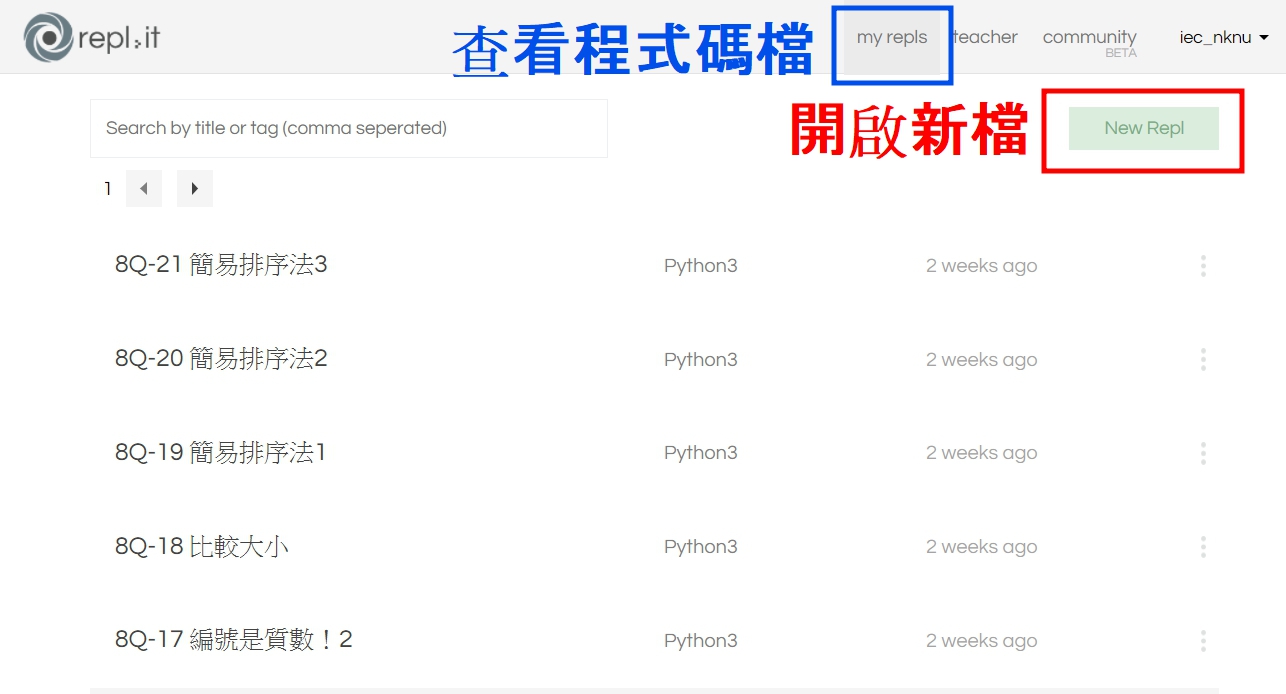 repl.it 查看程式碼檔 my repls teacher community iec_nknu
BETA
Search by title or tag (comma seperated) 開啟新檔 New Repl
1
8Q-21 簡易排序法3 Python3 2 weeks ago
8Q-20 簡易排序法2 Python3 2 weeks ago
8Q-19 簡易排序法1 Python3 2 weeks ago
8Q-18 比較大小 Python3 2 weeks ago
8Q-17 編號是質數！2 Python3 2 weeks ago